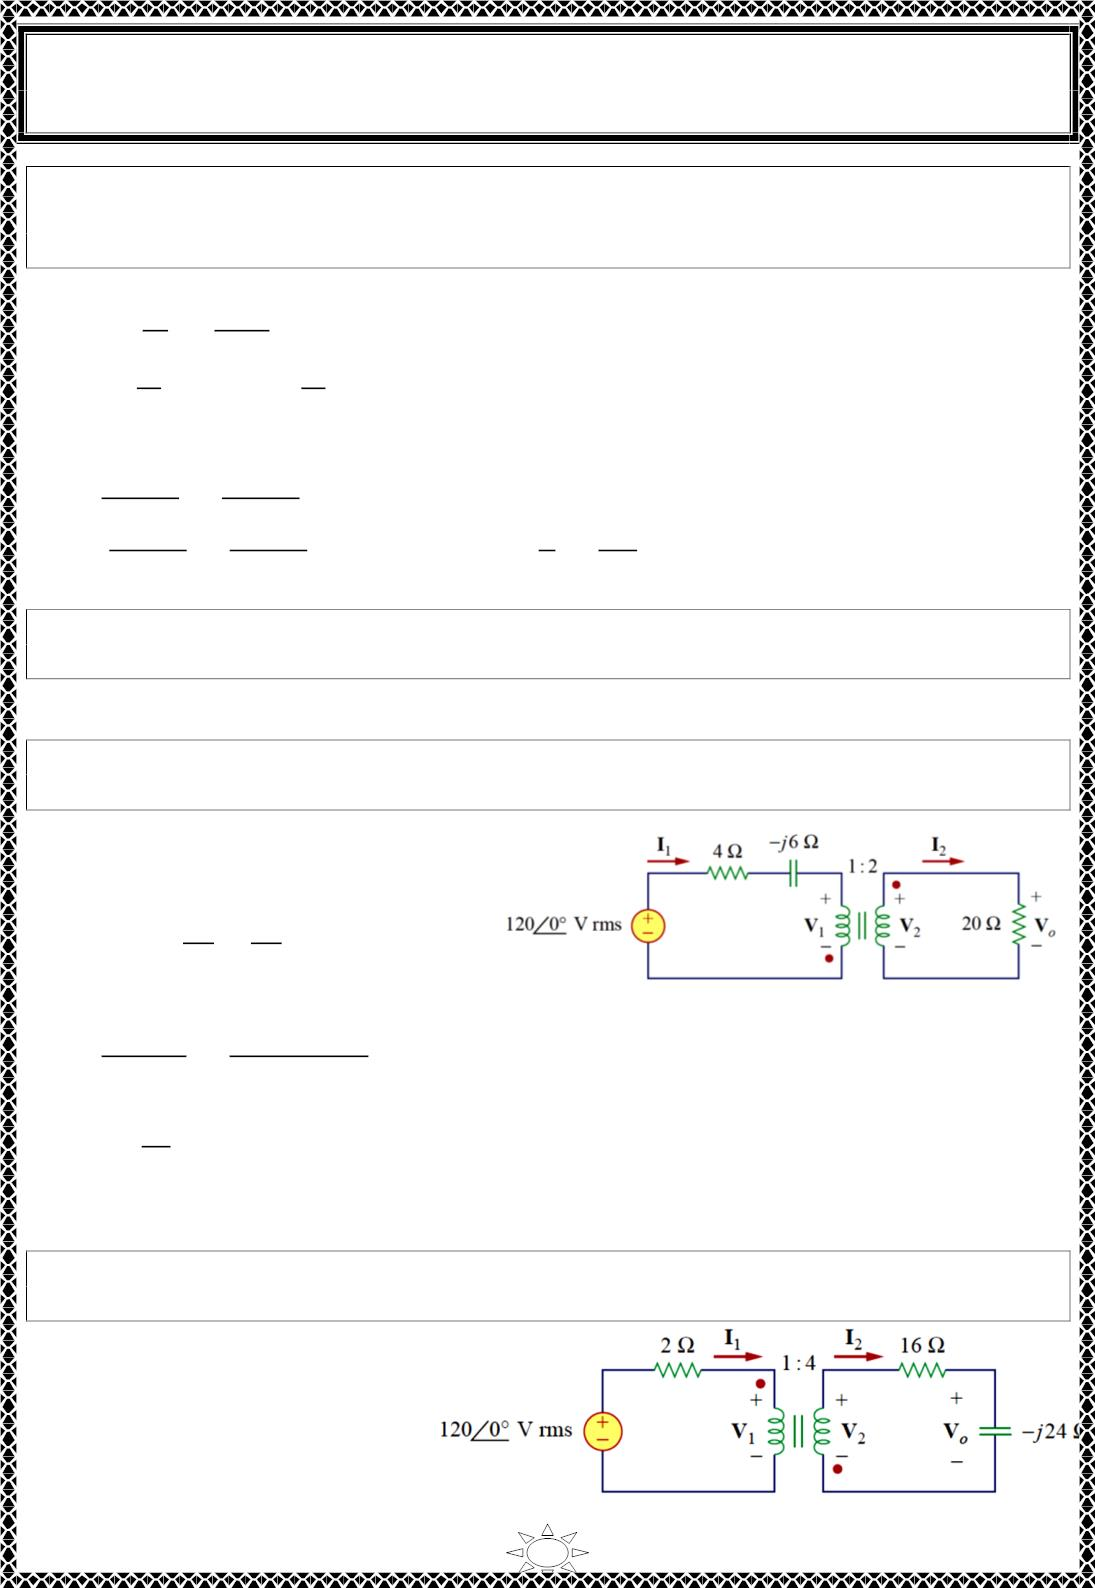 I₁ 4 Ω −j6 Ω 1 : 2 I₂
120∠0° V rms + − + V₁ − + V₂ − 20 Ω + Vₒ −
2 Ω I₁ 1 : 4 I₂ 16 Ω
120∠0° V rms + − + V₁ − + V₂ − + Vₒ − −j24